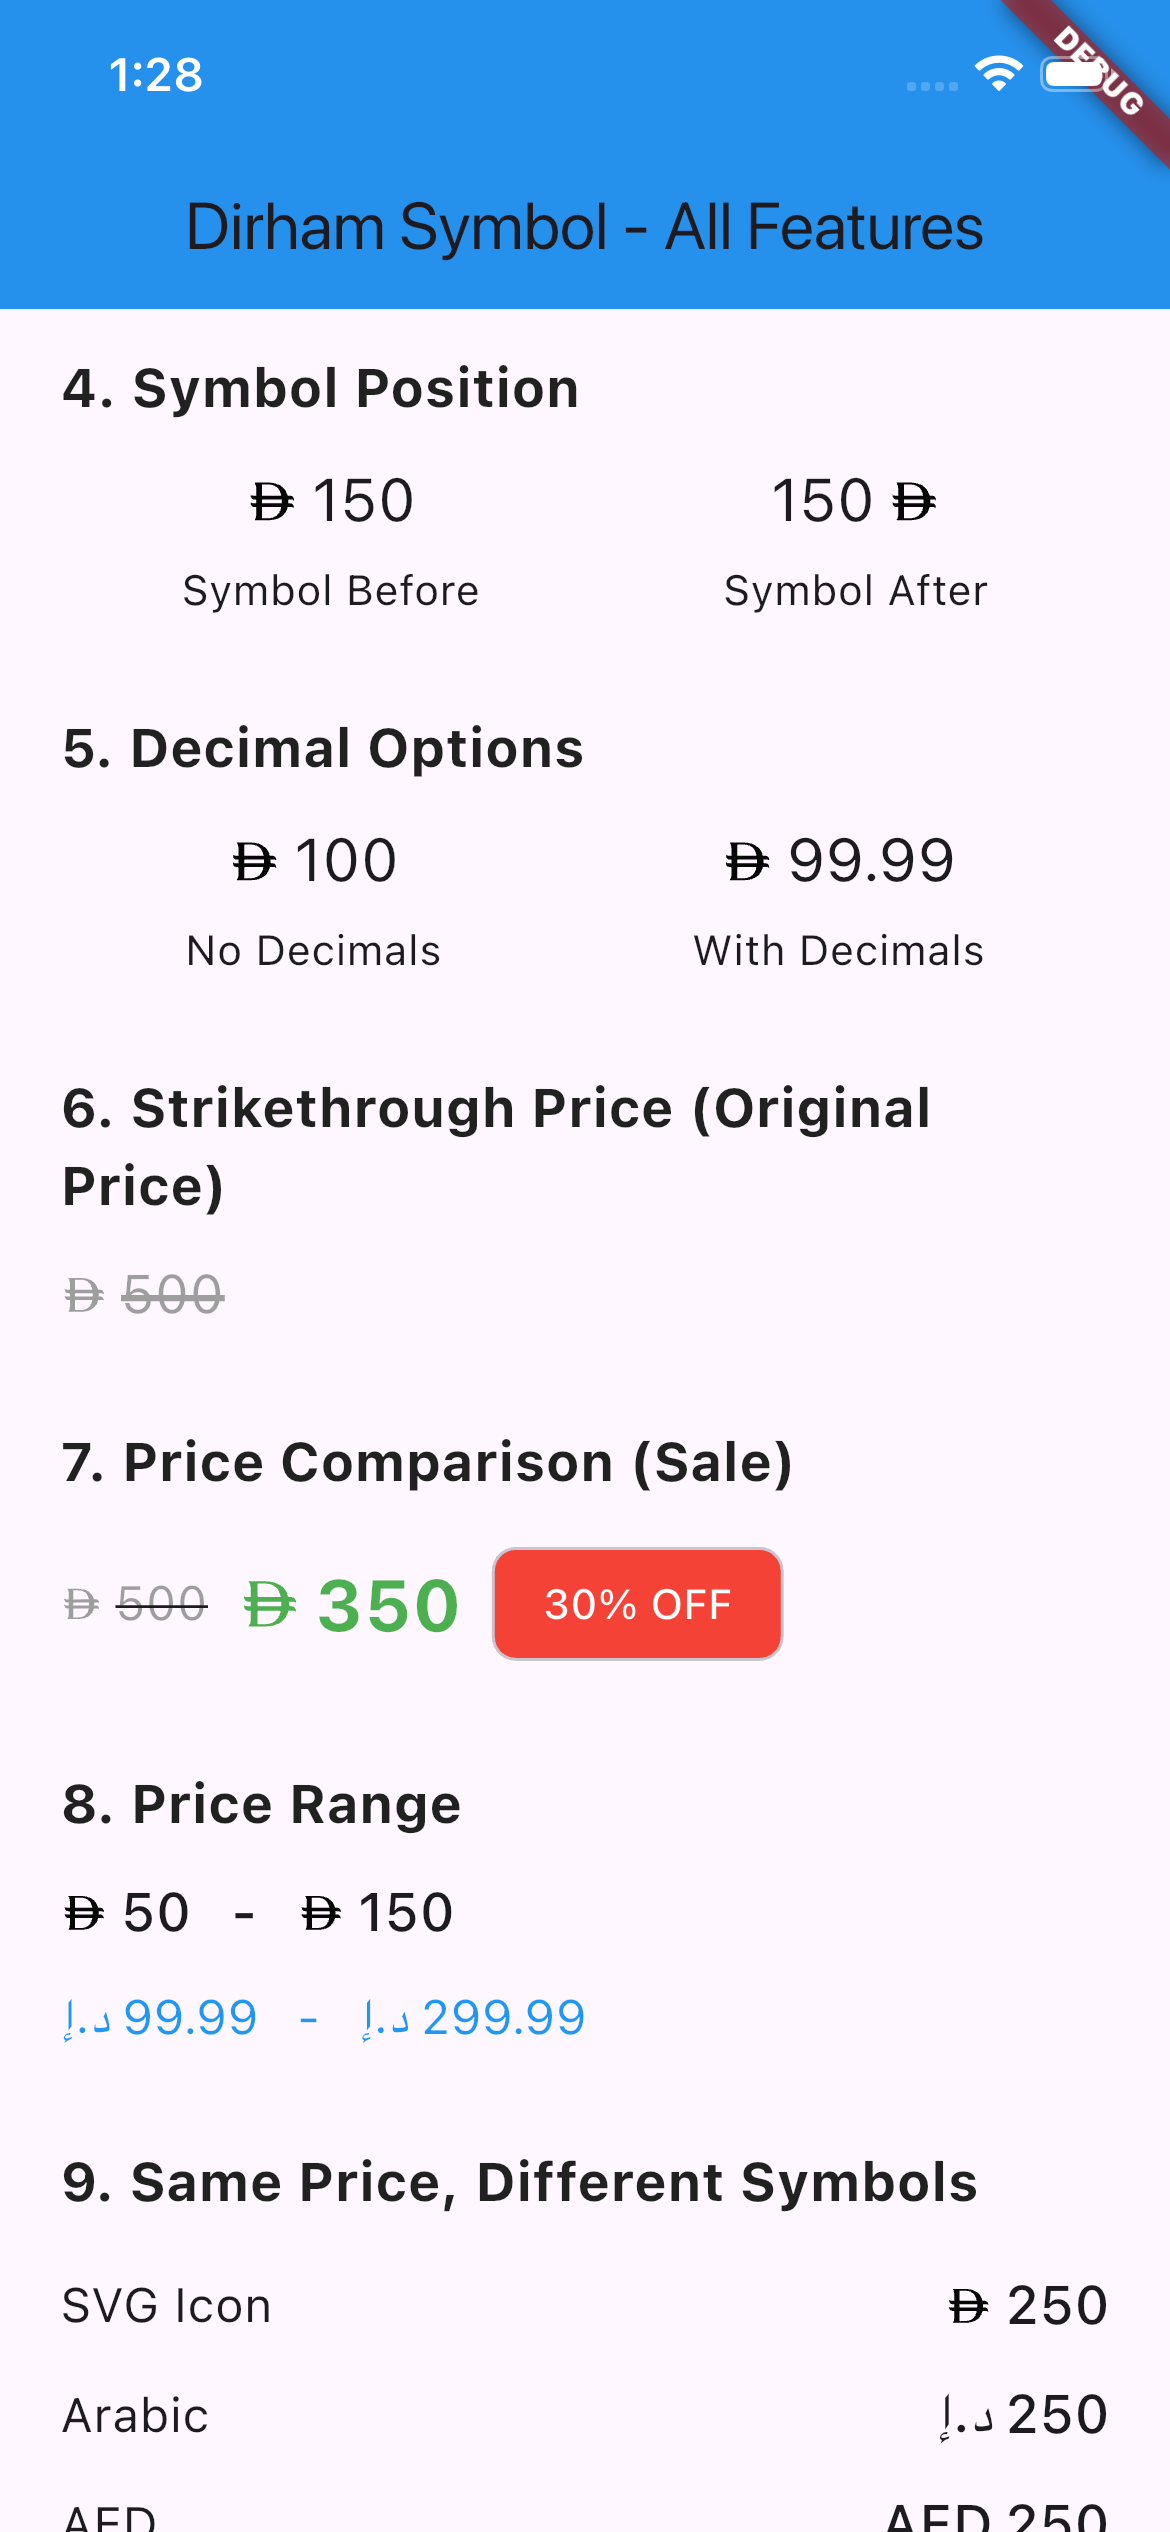 1:28
DEBUG
Dirham Symbol - All Features
4. Symbol Position
150
150
Symbol Before
Symbol After
5. Decimal Options
100
99.99
No Decimals
With Decimals
6. Strikethrough Price (Original
Price)
500
7. Price Comparison (Sale)
500 350 30% OFF
8. Price Range
50 - 150
د.إ 99.99 - د.إ 299.99
9. Same Price, Different Symbols
SVG Icon 250
Arabic د.إ 250
AED AED 250